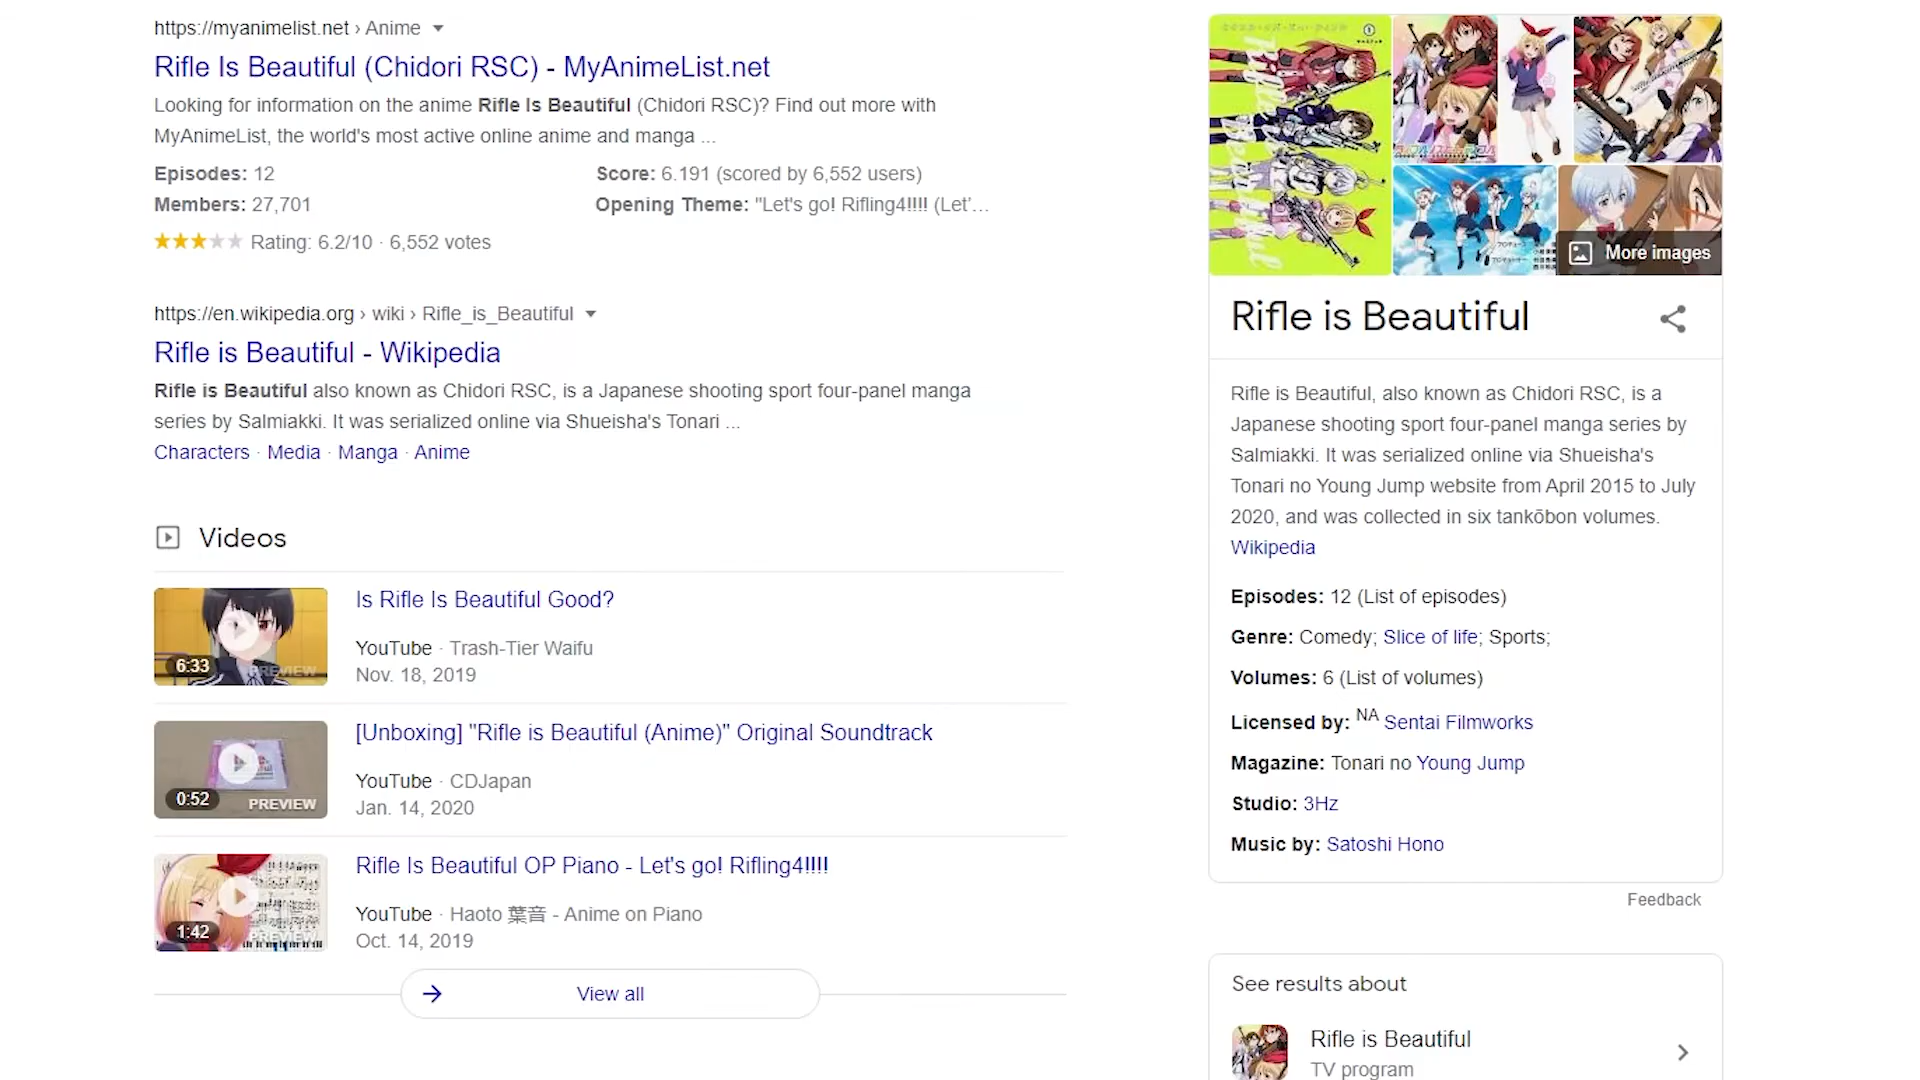 https://myanimelist.net › Anime
Rifle Is Beautiful (Chidori RSC) - MyAnimeList.net
Looking for information on the anime Rifle Is Beautiful (Chidori RSC)? Find out more with
MyAnimeList, the world's most active online anime and manga ...
Episodes: 12
Score: 6.191 (scored by 6,552 users)
Members: 27,701
Opening Theme: "Let's go! Rifling4!!!! (Let'...
Rating: 6.2/10 · 6,552 votes
https://en.wikipedia.org › wiki › Rifle_is_Beautiful
Rifle is Beautiful - Wikipedia
Rifle is Beautiful also known as Chidori RSC, is a Japanese shooting sport four-panel manga
series by Salmiakki. It was serialized online via Shueisha's Tonari ...
Characters · Media · Manga · Anime
Videos
6:33
PREVIEW
Is Rifle Is Beautiful Good?
YouTube · Trash-Tier Waifu
Nov. 18, 2019
0:52
PREVIEW
[Unboxing] "Rifle is Beautiful (Anime)" Original Soundtrack
YouTube · CDJapan
Jan. 14, 2020
1:42
PREVIEW
Rifle Is Beautiful OP Piano - Let's go! Rifling4!!!!
YouTube · Haoto 葉音 - Anime on Piano
Oct. 14, 2019
View all
More images
Rifle is Beautiful
Rifle is Beautiful, also known as Chidori RSC, is a
Japanese shooting sport four-panel manga series by
Salmiakki. It was serialized online via Shueisha's
Tonari no Young Jump website from April 2015 to July
2020, and was collected in six tankōbon volumes.
Wikipedia
Episodes: 12 (List of episodes)
Genre: Comedy; Slice of life; Sports;
Volumes: 6 (List of volumes)
Licensed by: NA Sentai Filmworks
Magazine: Tonari no Young Jump
Studio: 3Hz
Music by: Satoshi Hono
Feedback
See results about
Rifle is Beautiful
TV program